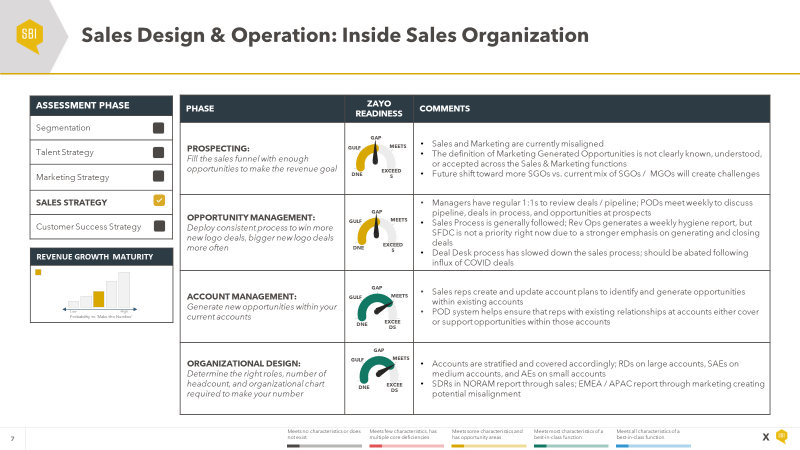 SBI
Sales Design & Operation: Inside Sales Organization
ASSESSMENT PHASE
Segmentation
Talent Strategy
Marketing Strategy
SALES STRATEGY
Customer Success Strategy
REVENUE GROWTH MATURITY
Low
High
Probability to "Make the Number"
PHASE
ZAYO
READINESS
COMMENTS
PROSPECTING:
Fill the sales funnel with enough
opportunities to make the revenue goal
GAP
GULF
MEETS
DNE
EXCEED
S
• Sales and Marketing are currently misaligned
• The definition of Marketing Generated Opportunities is not clearly known, understood,
or accepted across the Sales & Marketing functions
• Future shift toward more SGOs vs. current mix of SGOs / MGOs will create challenges
OPPORTUNITY MANAGEMENT:
Deploy consistent process to win more
new logo deals, bigger new logo deals
more often
GAP
GULF
MEETS
DNE
EXCEED
S
• Managers have regular 1:1s to review deals / pipeline; PODs meet weekly to discuss
pipeline, deals in process, and opportunities at prospects
• Sales Process is generally followed; Rev Ops generates a weekly hygiene report, but
SFDC is not a priority right now due to a stronger emphasis on generating and closing
deals
• Deal Desk process has slowed down the sales process; should be abated following
influx of COVID deals
ACCOUNT MANAGEMENT:
Generate new opportunities within your
current accounts
GAP
GULF
MEETS
DNE
EXCEE
DS
• Sales reps create and update account plans to identify and generate opportunities
within existing accounts
• POD system helps ensure that reps with existing relationships at accounts either cover
or support opportunities within those accounts
ORGANIZATIONAL DESIGN:
Determine the right roles, number of
headcount, and organizational chart
required to make your number
GAP
GULF
MEETS
DNE
EXCEE
DS
• Accounts are stratified and covered accordingly; RDs on large accounts, SAEs on
medium accounts, and AEs on small accounts
• SDRs in NORAM report through sales; EMEA / APAC report through marketing creating
potential misalignment
7
Meets no characteristics or does
not exist
Meets few characteristics, has
multiple core deficiencies
Meets some characteristics and
has opportunity areas
Meets most characteristics of a
best-in-class function
Meets all characteristics of a
best-in-class function
X